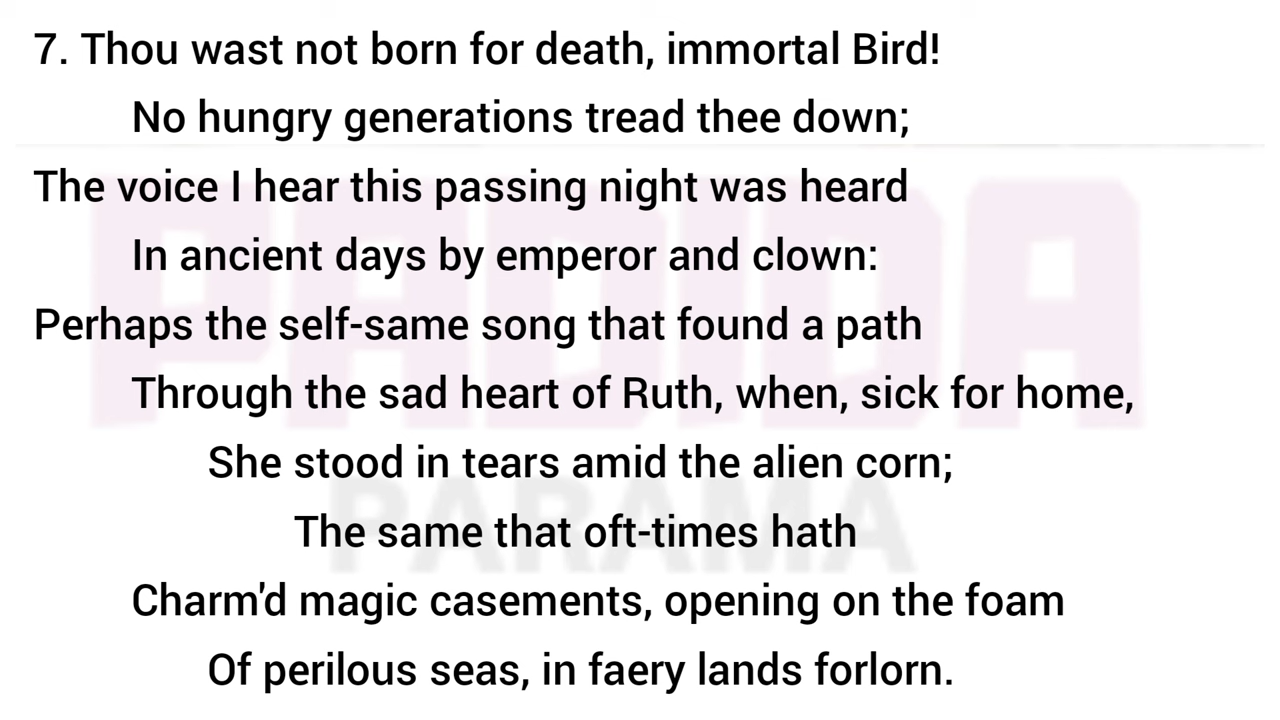 7. Thou wast not born for death, immortal Bird!
No hungry generations tread thee down;
The voice I hear this passing night was heard
In ancient days by emperor and clown:
Perhaps the self-same song that found a path
Through the sad heart of Ruth, when, sick for home,
She stood in tears amid the alien corn;
The same that oft-times hath
Charm'd magic casements, opening on the foam
Of perilous seas, in faery lands forlorn.
PADIDA
PARAMA